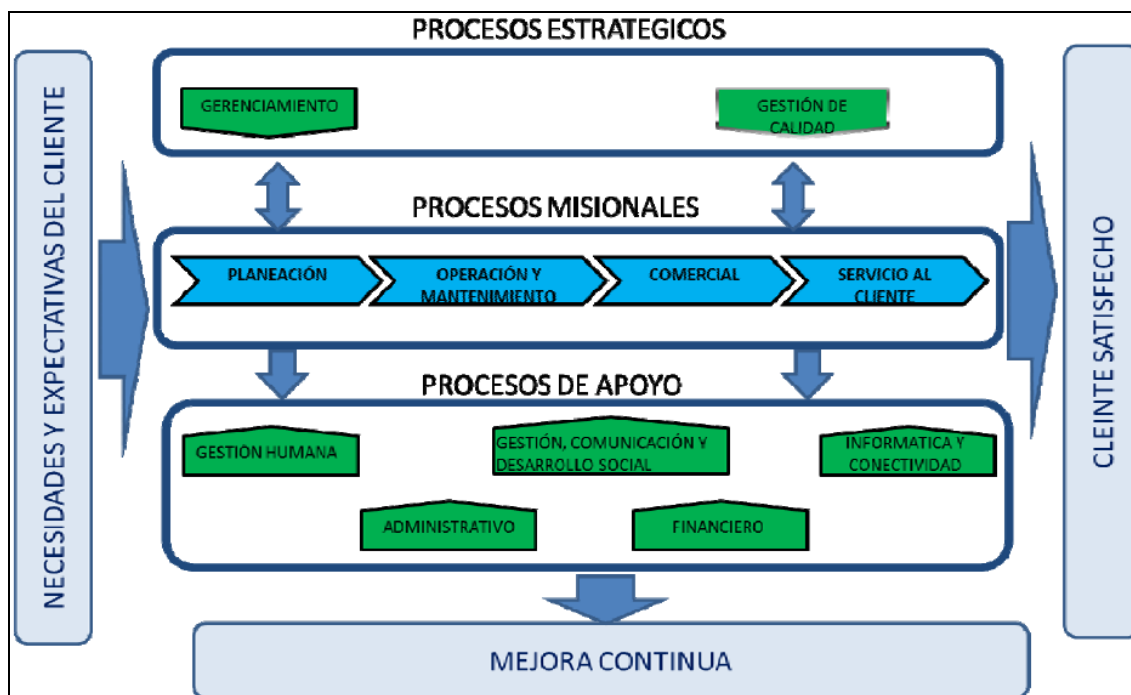 PROCESOS ESTRATEGICOS
NECESIDADES Y EXPECTATIVAS DEL CLIENTE
GERENCIAMIENTO
GESTIÓN DE
CALIDAD
PROCESOS MISIONALES
PLANEACIÓN
OPERACIÓN Y
MANTENIMIENTO
COMERCIAL
SERVICIO AL
CLIENTE
PROCESOS DE APOYO
GESTIÓN HUMANA
GESTIÓN, COMUNICACIÓN Y
DESARROLLO SOCIAL
INFORMATICA Y
CONECTIVIDAD
ADMINISTRATIVO
FINANCIERO
CLEINTE SATISFECHO
MEJORA CONTINUA